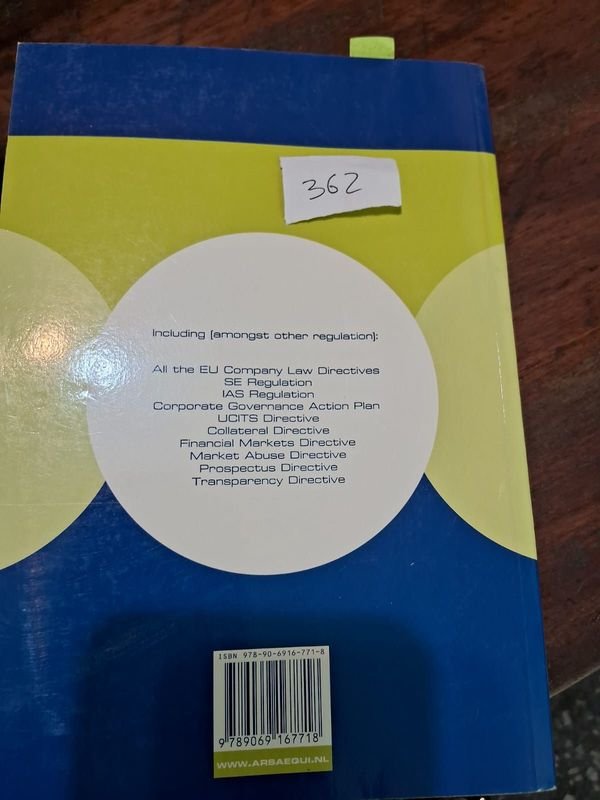 362
Including (amongst other regulation):
All the EU Company Law Directives
SE Regulation
IAS Regulation
Corporate Governance Action Plan
UCITS Directive
Collateral Directive
Financial Markets Directive
Market Abuse Directive
Prospectus Directive
Transparency Directive
ISBN 978-90-6916-771-8
9 789069 167718
WWW.ARSAEQUI.NL